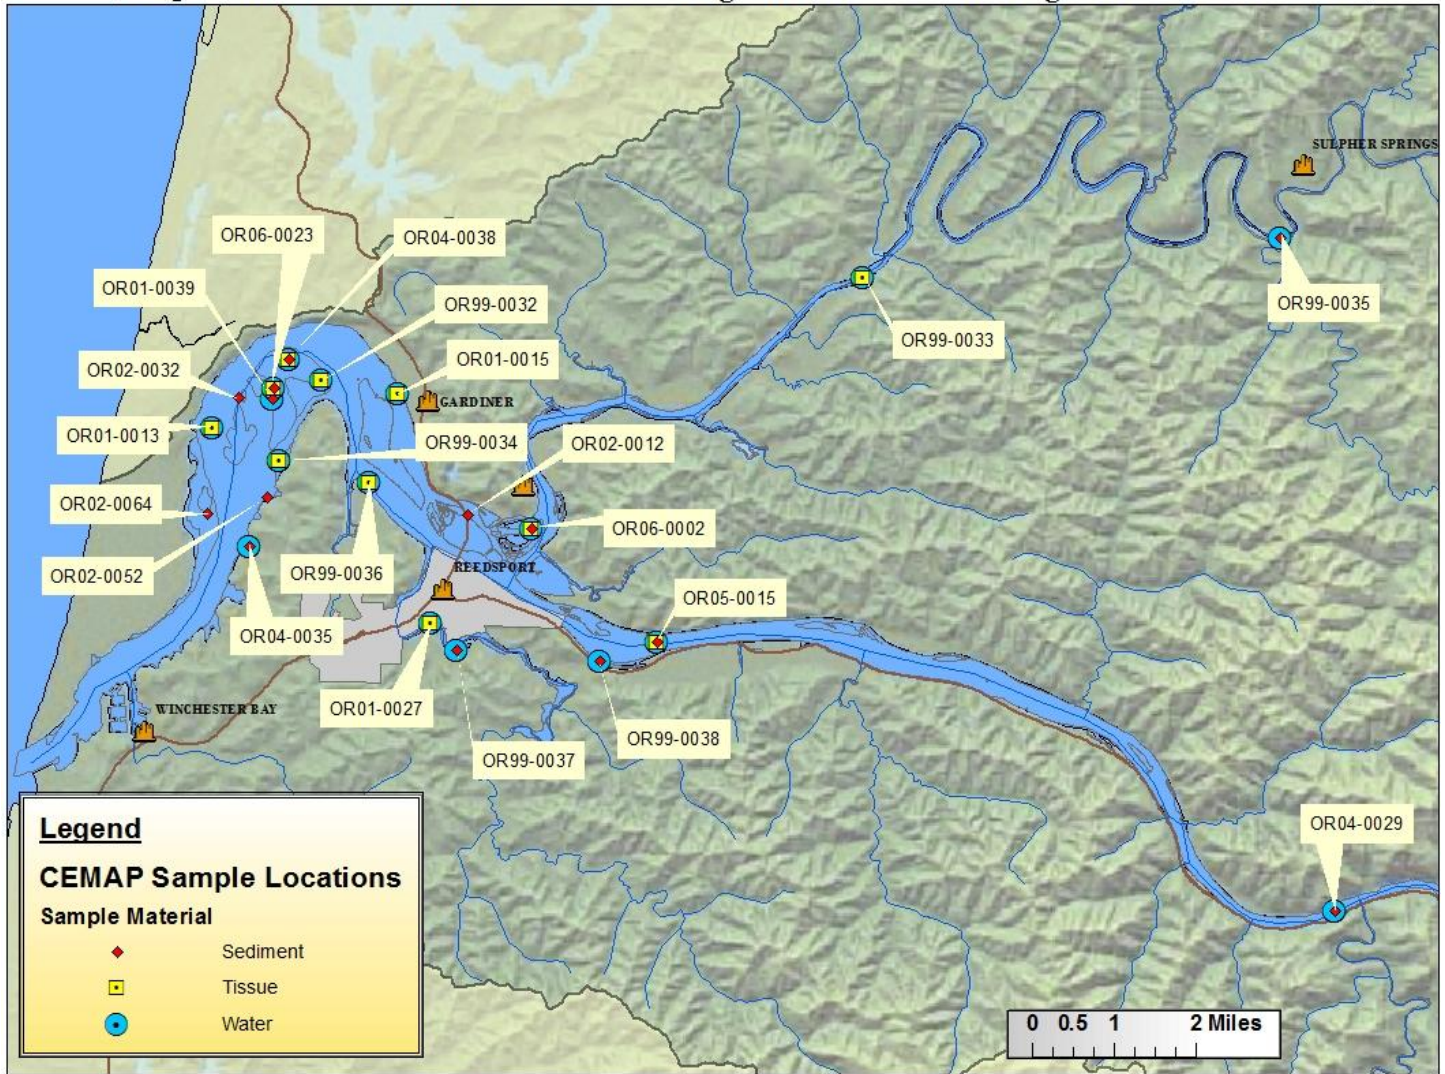 SULPHER SPRINGS
OR06-0023
OR04-0038
OR01-0039
OR99-0032
OR99-0035
OR99-0033
OR02-0032
OR01-0015
GARDINER
OR01-0013
OR99-0034
OR02-0012
OR02-0064
OR06-0002
OR02-0052
OR99-0036
REEDSPORT
OR05-0015
OR04-0035
OR01-0027
WINCHESTER BAY
OR99-0038
OR99-0037
OR04-0029
Legend
CEMAP Sample Locations
Sample Material
Sediment
Tissue
Water
0 0.5 1 2 Miles